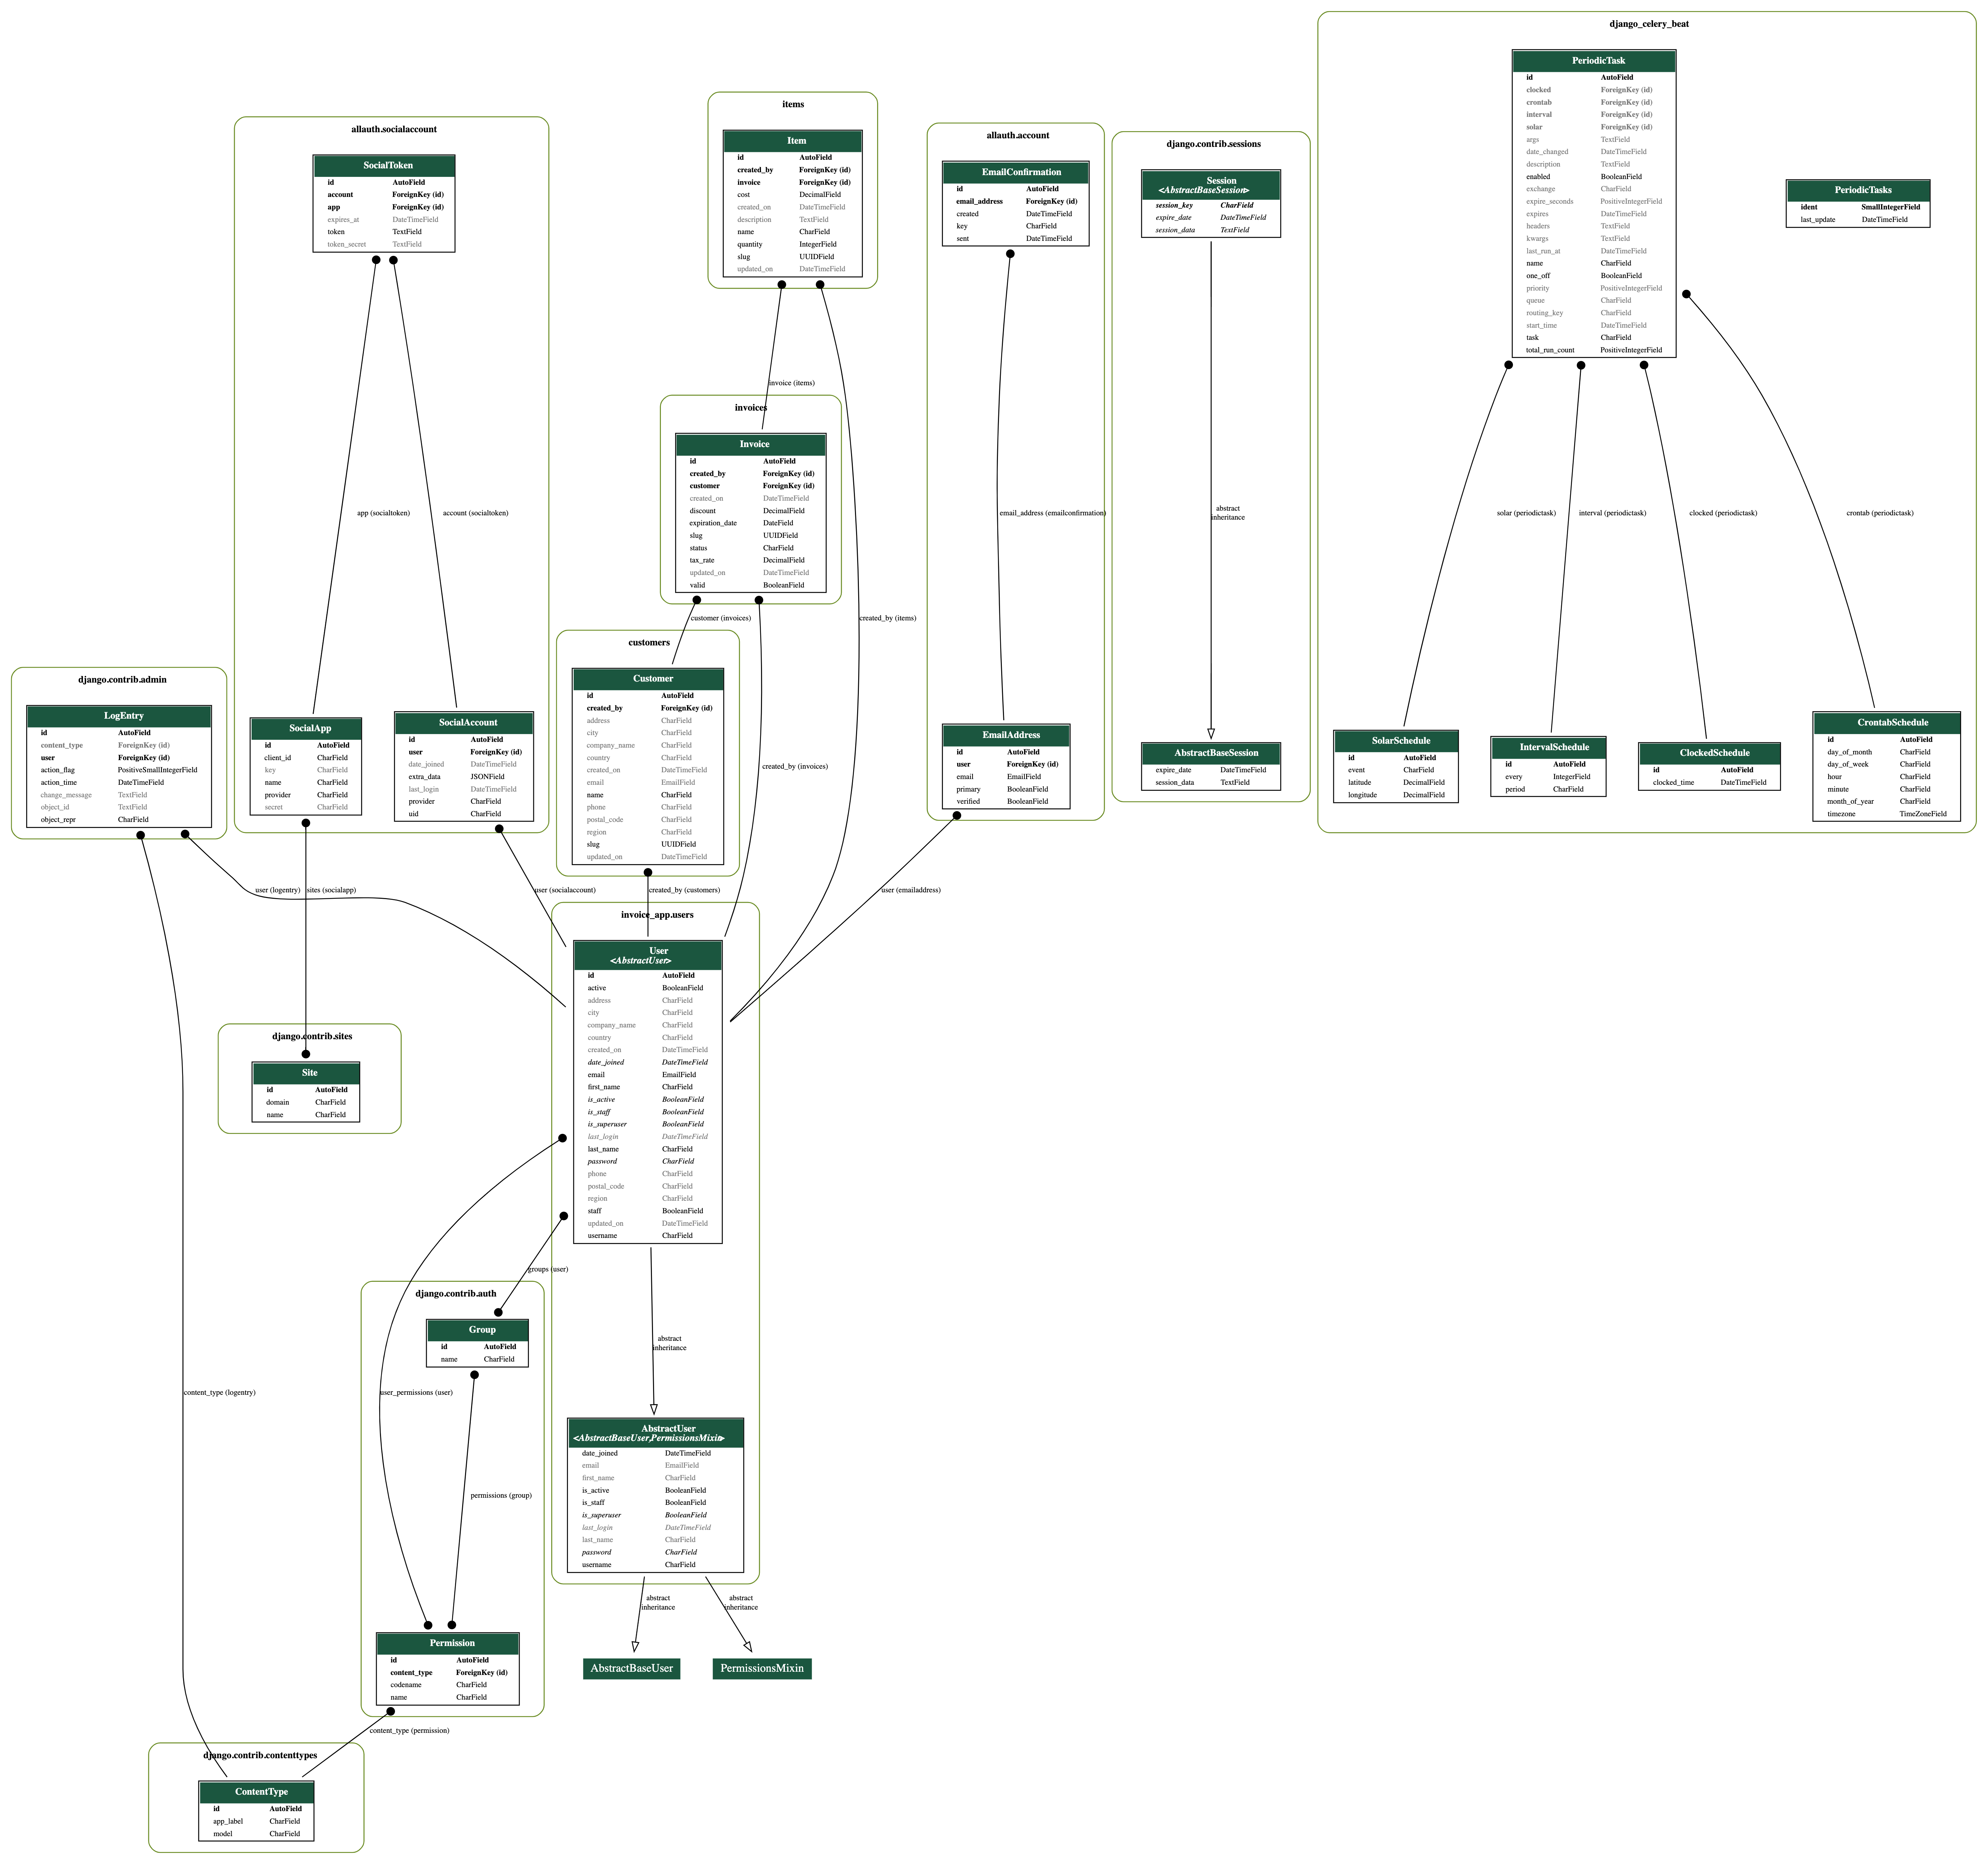 django_celery_beat
PeriodicTask
id AutoField
clocked ForeignKey (id)
crontab ForeignKey (id)
interval ForeignKey (id)
solar ForeignKey (id)
args TextField
date_changed DateTimeField
description TextField
enabled BooleanField
exchange CharField
expire_seconds PositiveIntegerField
expires DateTimeField
headers TextField
kwargs TextField
last_run_at DateTimeField
name CharField
one_off BooleanField
priority PositiveIntegerField
queue CharField
routing_key CharField
start_time DateTimeField
task CharField
total_run_count PositiveIntegerField
PeriodicTasks
ident SmallIntegerField
last_update DateTimeField
solar (periodictask)
interval (periodictask)
clocked (periodictask)
crontab (periodictask)
SolarSchedule
id AutoField
event CharField
latitude DecimalField
longitude DecimalField
IntervalSchedule
id AutoField
every IntegerField
period CharField
ClockedSchedule
id AutoField
clocked_time DateTimeField
CrontabSchedule
id AutoField
day_of_month CharField
day_of_week CharField
hour CharField
minute CharField
month_of_year CharField
timezone TimeZoneField
items
Item
id AutoField
created_by ForeignKey (id)
invoice ForeignKey (id)
cost DecimalField
created_on DateTimeField
description TextField
name CharField
quantity IntegerField
slug UUIDField
updated_on DateTimeField
invoice (items)
allauth.socialaccount
SocialToken
id AutoField
account ForeignKey (id)
app ForeignKey (id)
expires_at DateTimeField
token TextField
token_secret TextField
app (socialtoken)
account (socialtoken)
SocialApp
id AutoField
client_id CharField
key CharField
name CharField
provider CharField
secret CharField
SocialAccount
id AutoField
user ForeignKey (id)
date_joined DateTimeField
extra_data JSONField
last_login DateTimeField
provider CharField
uid CharField
allauth.account
EmailConfirmation
id AutoField
email_address ForeignKey (id)
created DateTimeField
key CharField
sent DateTimeField
email_address (emailconfirmation)
EmailAddress
id AutoField
user ForeignKey (id)
email EmailField
primary BooleanField
verified BooleanField
django.contrib.sessions
Session
<AbstractBaseSession>
session_key CharField
expire_date DateTimeField
session_data TextField
abstract
inheritance
AbstractBaseSession
expire_date DateTimeField
session_data TextField
invoices
Invoice
id AutoField
created_by ForeignKey (id)
customer ForeignKey (id)
created_on DateTimeField
discount DecimalField
expiration_date DateField
slug UUIDField
status CharField
tax_rate DecimalField
updated_on DateTimeField
valid BooleanField
customer (invoices)
created_by (items)
customers
Customer
id AutoField
created_by ForeignKey (id)
address CharField
city CharField
company_name CharField
country CharField
created_on DateTimeField
email EmailField
name CharField
phone CharField
postal_code CharField
region CharField
slug UUIDField
updated_on DateTimeField
created_by (invoices)
django.contrib.admin
LogEntry
id AutoField
content_type ForeignKey (id)
user ForeignKey (id)
action_flag PositiveSmallIntegerField
action_time DateTimeField
change_message TextField
object_id TextField
object_repr CharField
user (logentry)
sites (socialapp)
user (socialaccount)
created_by (customers)
user (emailaddress)
invoice_app.users
User
<AbstractUser>
id AutoField
active BooleanField
address CharField
city CharField
company_name CharField
country CharField
created_on DateTimeField
date_joined DateTimeField
email EmailField
first_name CharField
is_active BooleanField
is_staff BooleanField
is_superuser BooleanField
last_login DateTimeField
last_name CharField
password CharField
phone CharField
postal_code CharField
region CharField
staff BooleanField
updated_on DateTimeField
username CharField
django.contrib.sites
Site
id AutoField
domain CharField
name CharField
groups (user)
django.contrib.auth
Group
id AutoField
name CharField
abstract
inheritance
user_permissions (user)
content_type (logentry)
permissions (group)
AbstractUser
<AbstractBaseUser,PermissionsMixin>
date_joined DateTimeField
email EmailField
first_name CharField
is_active BooleanField
is_staff BooleanField
is_superuser BooleanField
last_login DateTimeField
last_name CharField
password CharField
username CharField
abstract
inheritance
abstract
inheritance
AbstractBaseUser
PermissionsMixin
Permission
id AutoField
content_type ForeignKey (id)
codename CharField
name CharField
content_type (permission)
django.contrib.contenttypes
ContentType
id AutoField
app_label CharField
model CharField